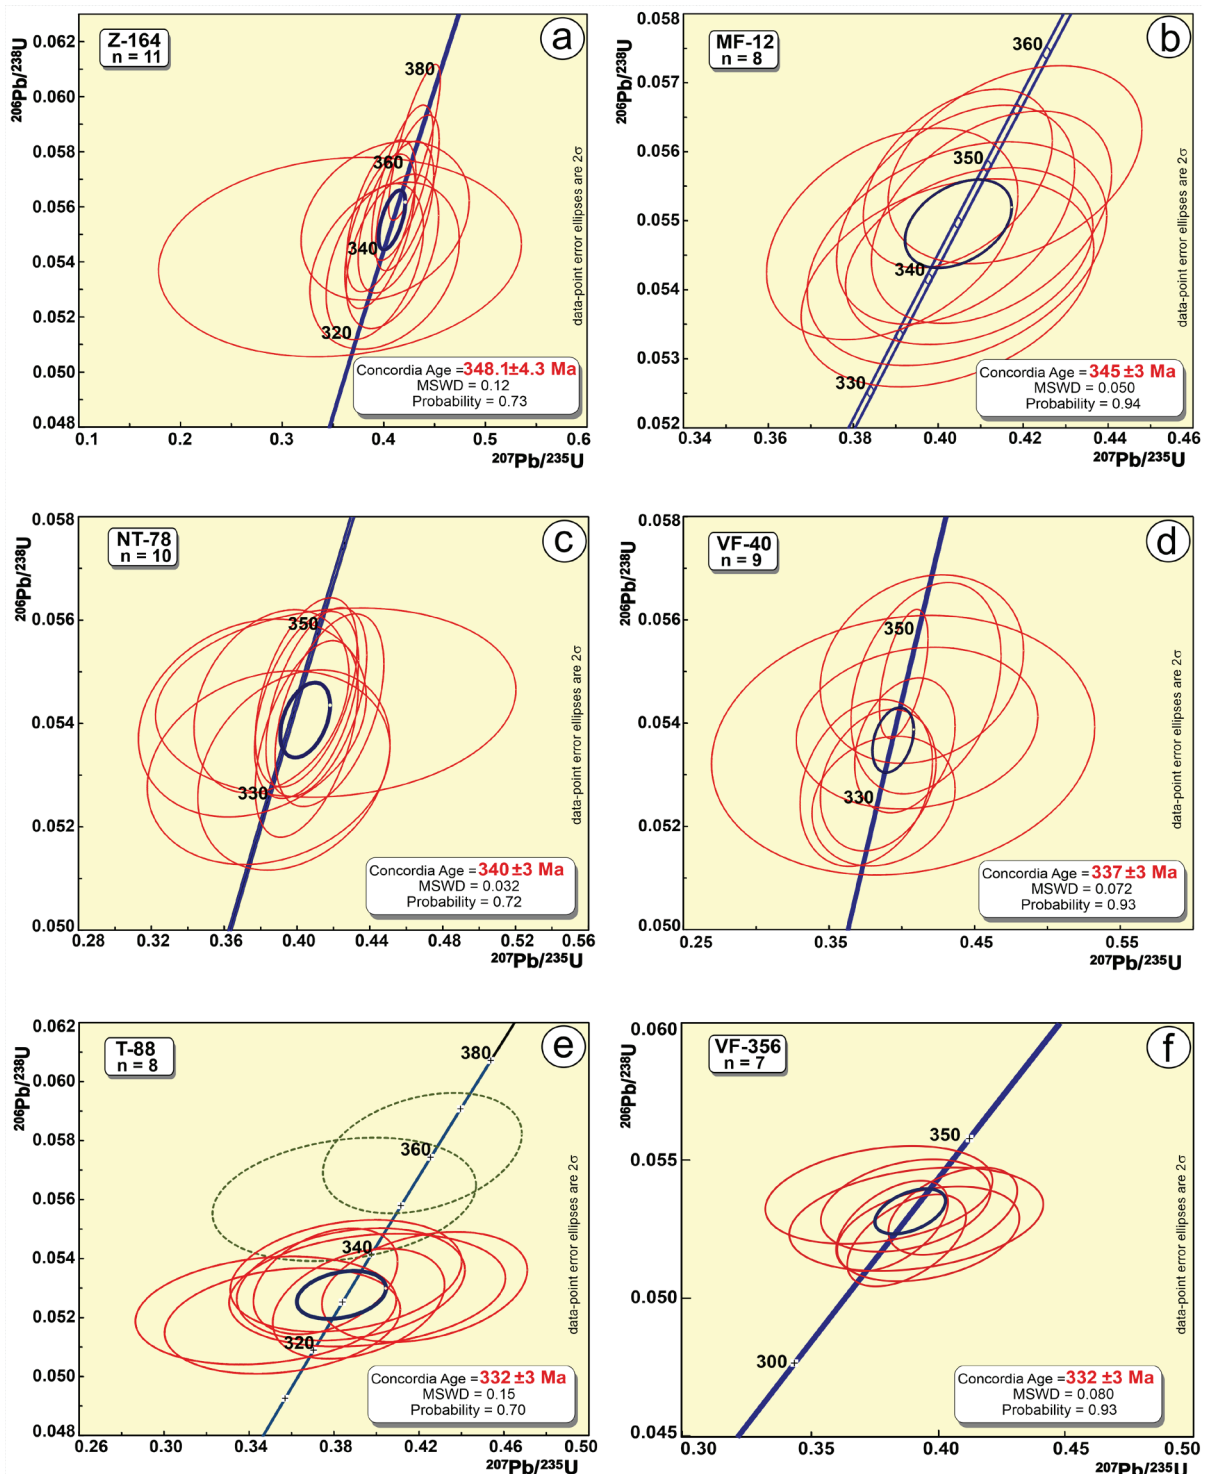 a
Z-164
n = 11
206Pb/238U
0.062
0.060
0.058
0.056
0.054
0.052
0.050
0.048
380
360
340
320
data-point error ellipses are 2σ
Concordia Age =348.1±4.3 Ma
MSWD = 0.12
Probability = 0.73
0.1 0.2 0.3 0.4 0.5 0.6
207Pb/235U
b
MF-12
n = 8
206Pb/238U
0.058
0.057
0.056
0.055
0.054
0.053
0.052
360
350
340
330
data-point error ellipses are 2σ
Concordia Age =345±3 Ma
MSWD = 0.050
Probability = 0.94
0.34 0.36 0.38 0.40 0.42 0.44 0.46
207Pb/235U
c
NT-78
n = 10
206Pb/238U
0.058
0.056
0.054
0.052
0.050
350
330
data-point error ellipses are 2σ
Concordia Age =340±3 Ma
MSWD = 0.032
Probability = 0.72
0.28 0.32 0.36 0.40 0.44 0.48 0.52 0.56
207Pb/235U
d
VF-40
n = 9
206Pb/238U
0.058
0.056
0.054
0.052
0.050
350
330
data-point error ellipses are 2σ
Concordia Age =337±3 Ma
MSWD = 0.072
Probability = 0.93
0.25 0.35 0.45 0.55
207Pb/235U
e
T-88
n = 8
206Pb/238U
0.062
0.060
0.058
0.056
0.054
0.052
0.050
0.048
380
360
340
320
data-point error ellipses are 2σ
Concordia Age =332±3 Ma
MSWD = 0.15
Probability = 0.70
0.26 0.30 0.34 0.38 0.42 0.46 0.50
207Pb/235U
f
VF-356
n = 7
206Pb/238U
0.060
0.055
0.050
0.045
350
300
data-point error ellipses are 2σ
Concordia Age =332 ±3 Ma
MSWD = 0.080
Probability = 0.93
0.30 0.35 0.40 0.45 0.50
207Pb/235U